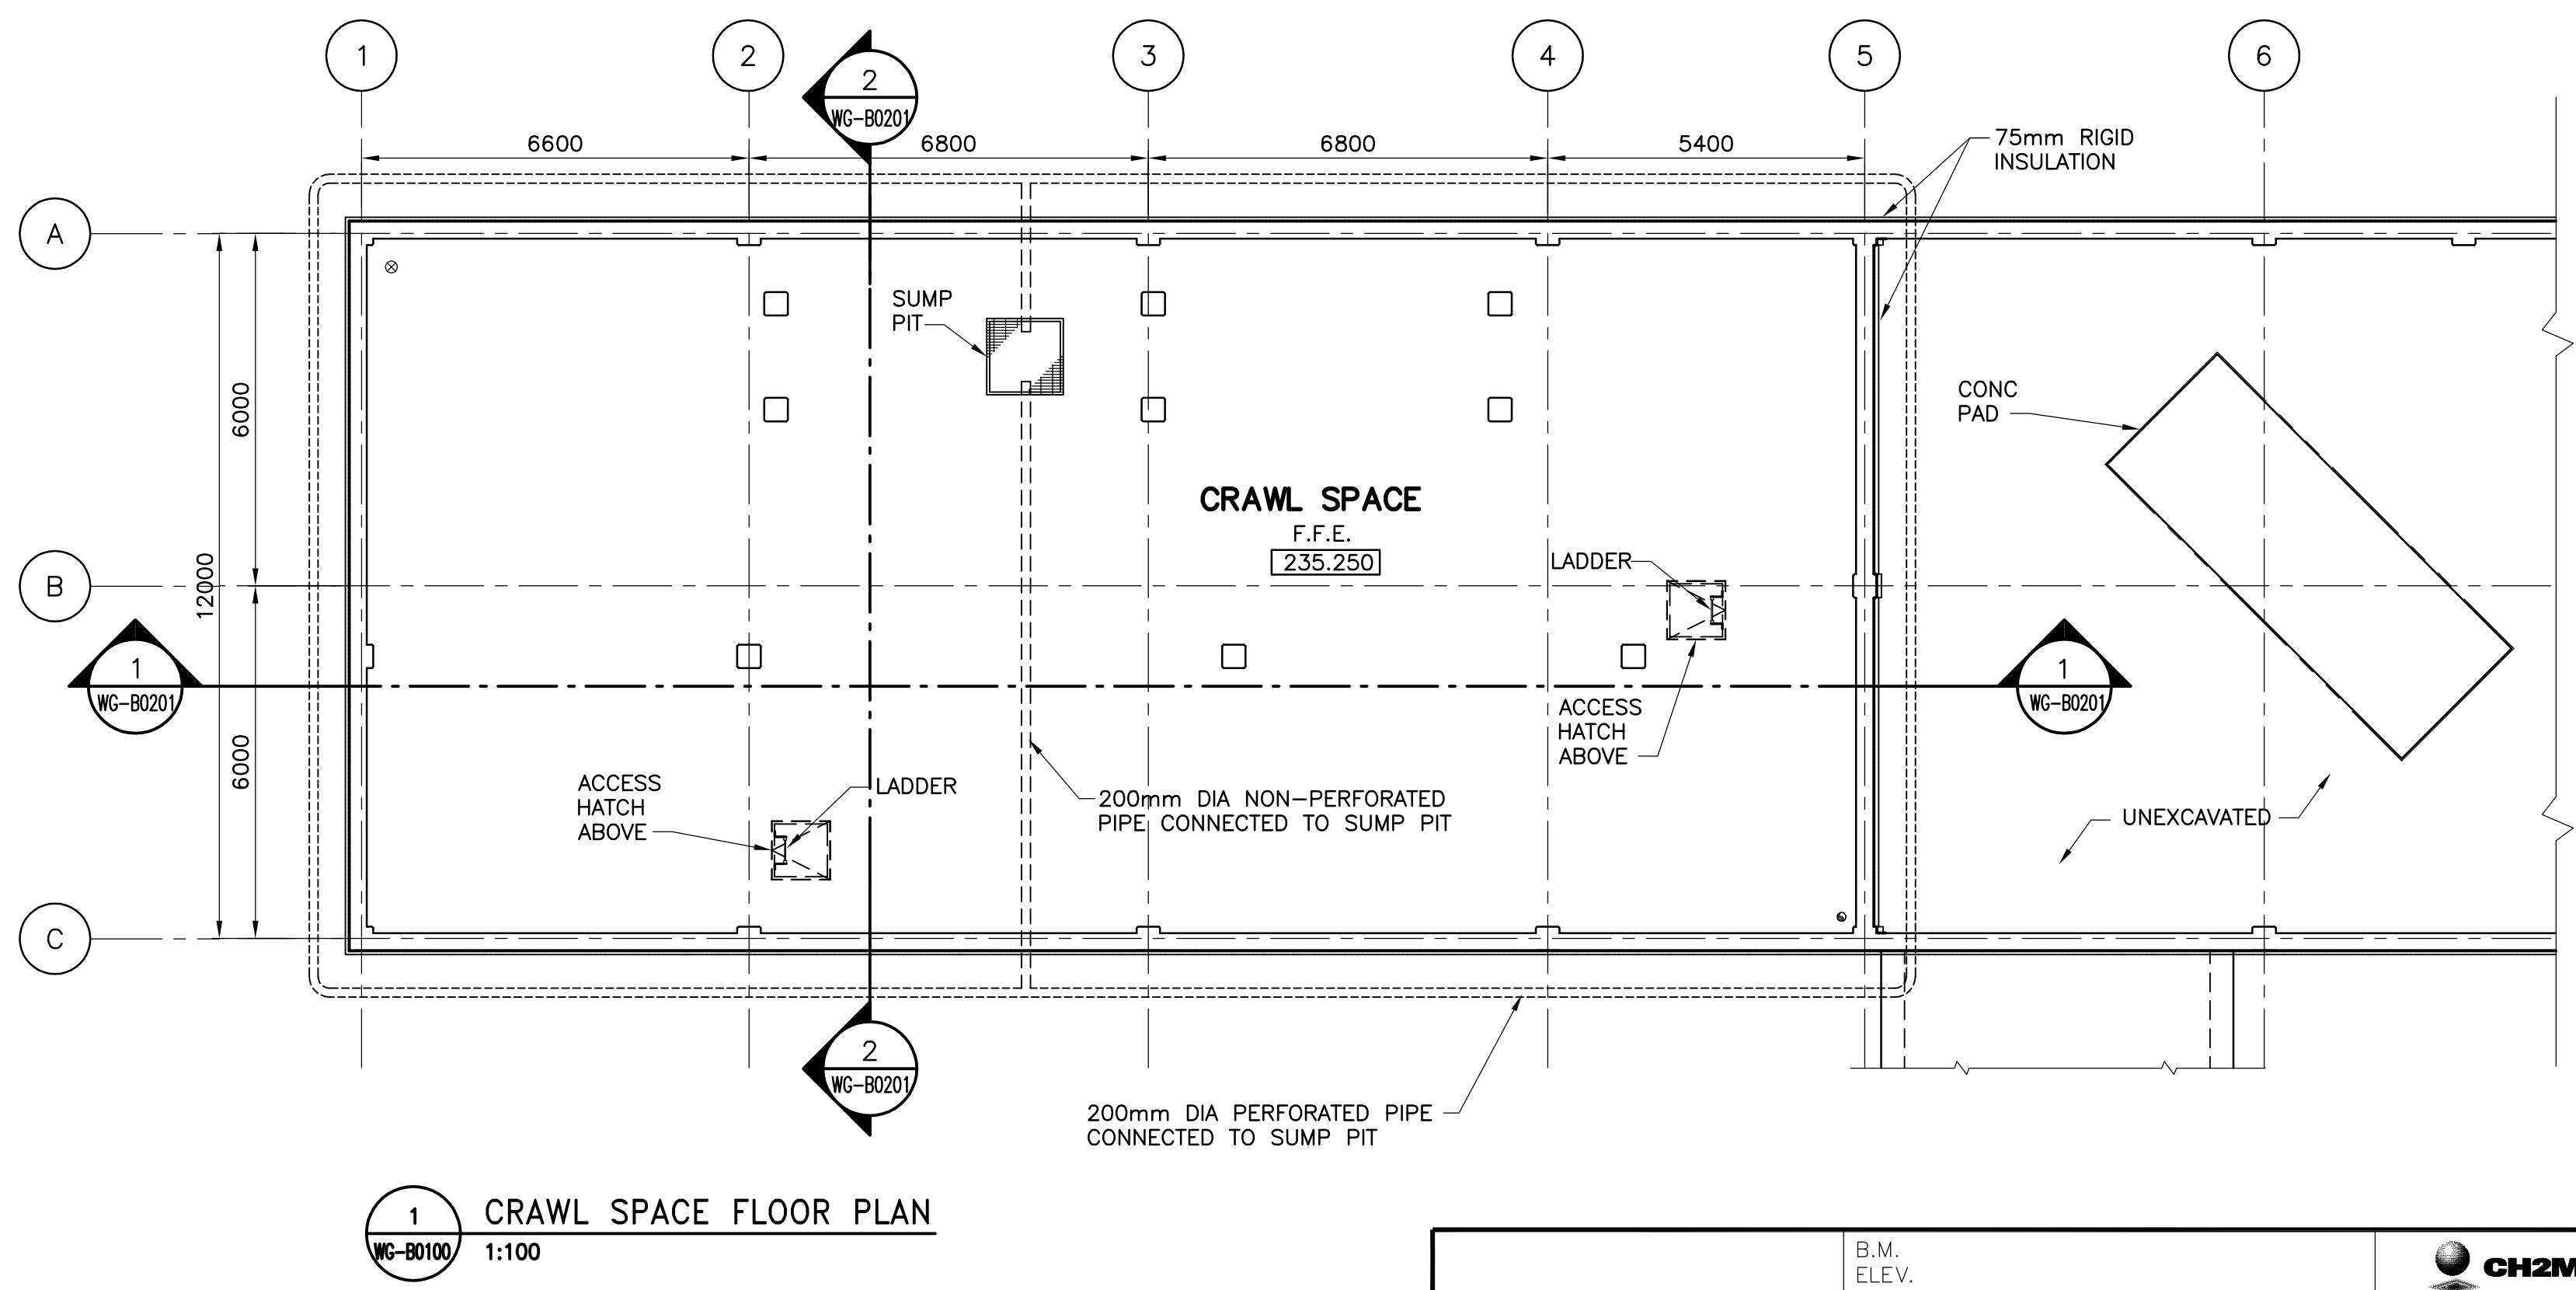 1
2
3
4
5
6
2
WG-B0201
6600
6800
6800
5400
75mm RIGID
INSULATION
A
SUMP
PIT
6000
CONC
PAD
CRAWL SPACE
F.F.E.
235.250
LADDER
B
12000
1
WG-B0201
1
WG-B0201
ACCESS
HATCH
ABOVE
6000
ACCESS
HATCH
ABOVE
LADDER
200mm DIA NON-PERFORATED
PIPE CONNECTED TO SUMP PIT
UNEXCAVATED
C
2
WG-B0201
200mm DIA PERFORATED PIPE
CONNECTED TO SUMP PIT
1
WG-B0100
CRAWL SPACE FLOOR PLAN
1:100
B.M.
ELEV.
CH2M